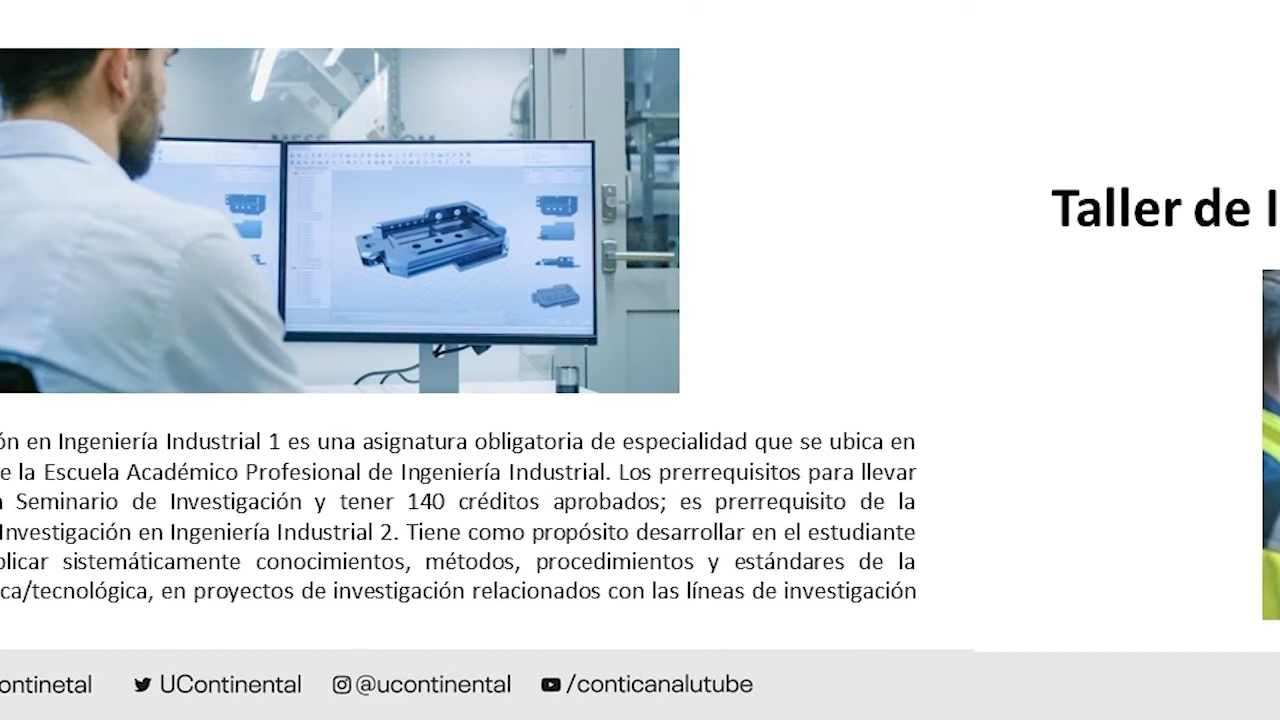 Taller de I
ón en Ingeniería Industrial 1 es una asignatura obligatoria de especialidad que se ubica en
e la Escuela Académico Profesional de Ingeniería Industrial. Los prerrequisitos para llevar
Seminario de Investigación y tener 140 créditos aprobados; es prerrequisito de la
Investigación en Ingeniería Industrial 2. Tiene como propósito desarrollar en el estudiante
plicar sistemáticamente conocimientos, métodos, procedimientos y estándares de la
ca/tecnológica, en proyectos de investigación relacionados con las líneas de investigación
ontinetal UContinental @ucontinental /conticanalutube